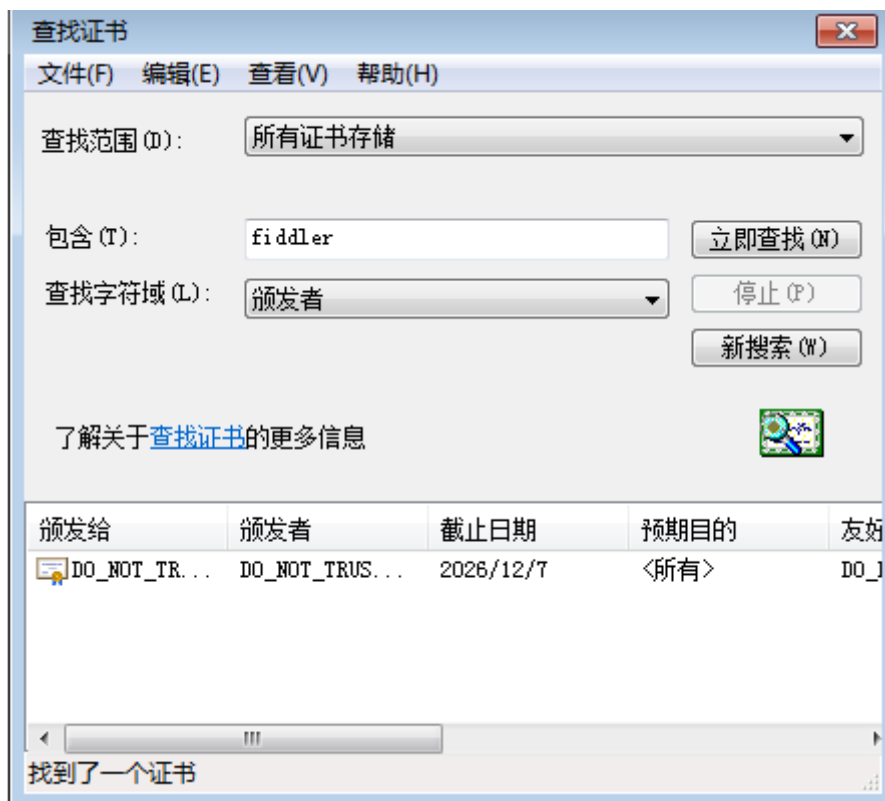 查找证书
文件(F) 编辑(E) 查看(V) 帮助(H)
查找范围(D): 所有证书存储
包含(T): fiddler 立即查找(N)
查找字符域(L): 颁发者 停止(P)
新搜索(W)
了解关于查找证书的更多信息
颁发给 颁发者 截止日期 预期目的 友好
DO_NOT_TR... DO_NOT_TRUS... 2026/12/7 <所有>
找到了一个证书